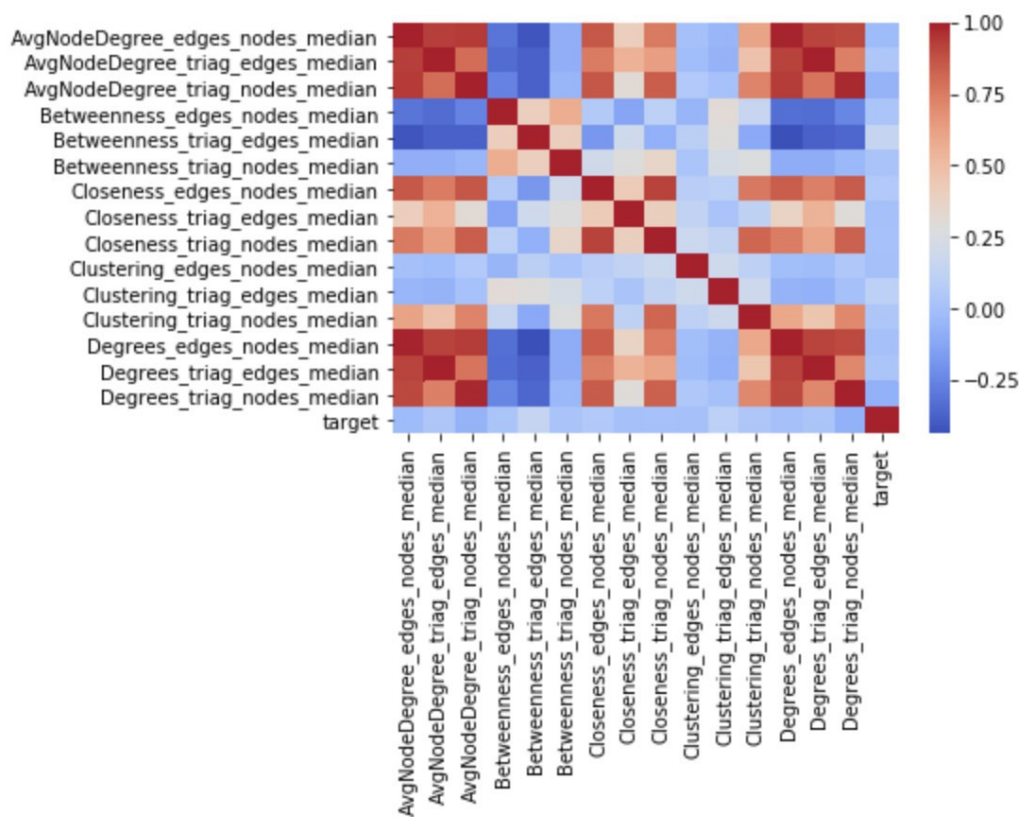 AvgNodeDegree_edges_nodes_median
AvgNodeDegree_triag_edges_median
AvgNodeDegree_triag_nodes_median
Betweenness_edges_nodes_median
Betweenness_triag_edges_median
Betweenness_triag_nodes_median
Closeness_edges_nodes_median
Closeness_triag_edges_median
Closeness_triag_nodes_median
Clustering_edges_nodes_median
Clustering_triag_edges_median
Clustering_triag_nodes_median
Degrees_edges_nodes_median
Degrees_triag_edges_median
Degrees_triag_nodes_median
target
1.00
0.75
0.50
0.25
0.00
−0.25
AvgNodeDegree_edges_nodes_median
AvgNodeDegree_triag_edges_median
AvgNodeDegree_triag_nodes_median
Betweenness_edges_nodes_median
Betweenness_triag_edges_median
Betweenness_triag_nodes_median
Closeness_edges_nodes_median
Closeness_triag_edges_median
Closeness_triag_nodes_median
Clustering_edges_nodes_median
Clustering_triag_edges_median
Clustering_triag_nodes_median
Degrees_edges_nodes_median
Degrees_triag_edges_median
Degrees_triag_nodes_median
target